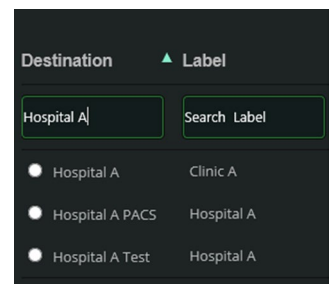 Destination ▲ Label
Hospital A Search Label
Hospital A Clinic A
Hospital A PACS Hospital A
Hospital A Test Hospital A